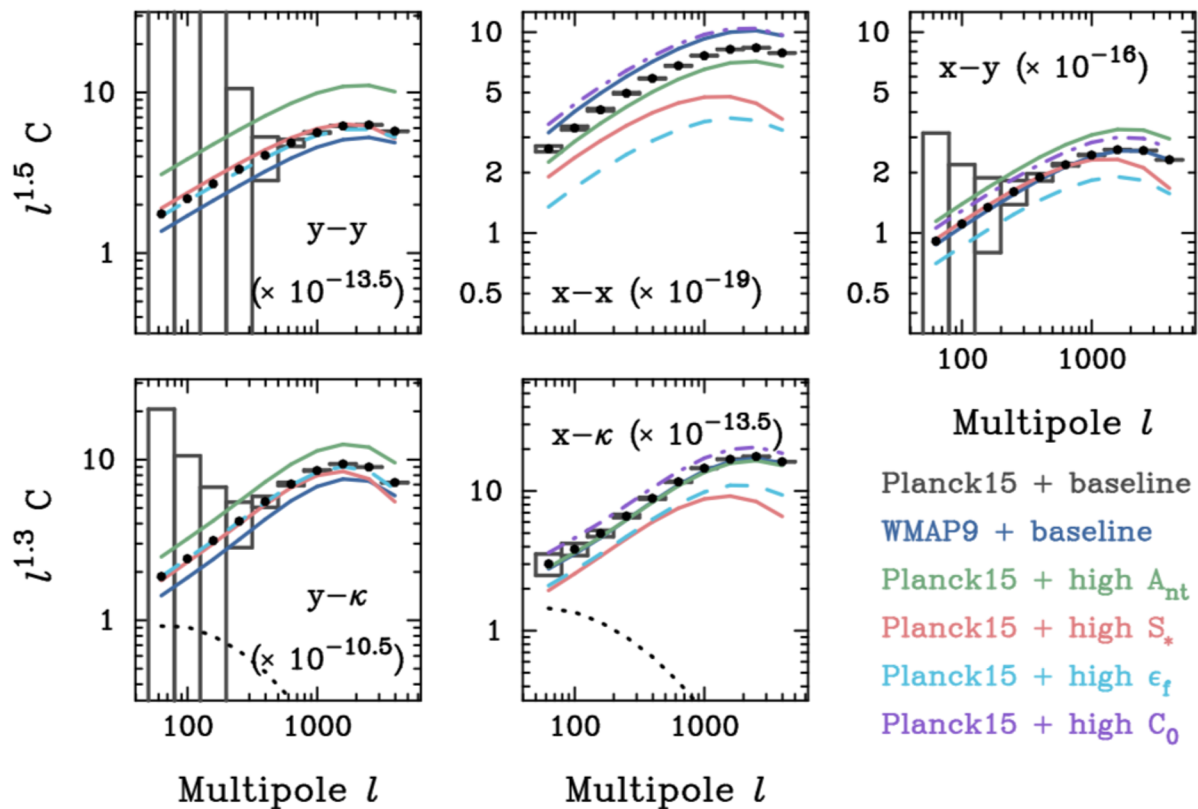 10
1
l^{1.5} C
y-y
(× 10^{-13.5})
10
5
2
1
0.5
x-x (× 10^{-19})
10
5
2
1
0.5
x-y (× 10^{-16})
100 1000
Multipole l
10
1
l^{1.3} C
y-κ
(× 10^{-10.5})
100 1000
Multipole l
10
1
x-κ (× 10^{-13.5})
100 1000
Multipole l
Planck15 + baseline
WMAP9 + baseline
Planck15 + high A_{nt}
Planck15 + high S_*
Planck15 + high ε_f
Planck15 + high C_0